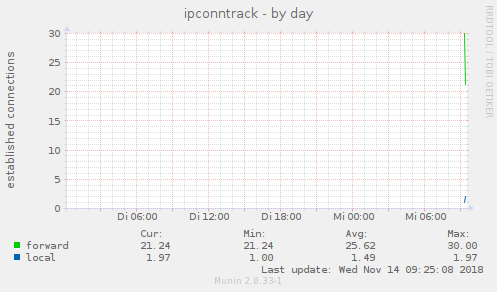 ipconntrack - by day
RRDTOOL / TOBI OETIKER
established connections
30
25
20
15
10
5
0
Di 06:00 Di 12:00 Di 18:00 Mi 00:00 Mi 06:00
Cur: Min: Avg: Max:
forward 21.24 21.24 25.62 30.00
local 1.97 1.00 1.49 1.97
Last update: Wed Nov 14 09:25:08 2018
Munin 2.0.33-1